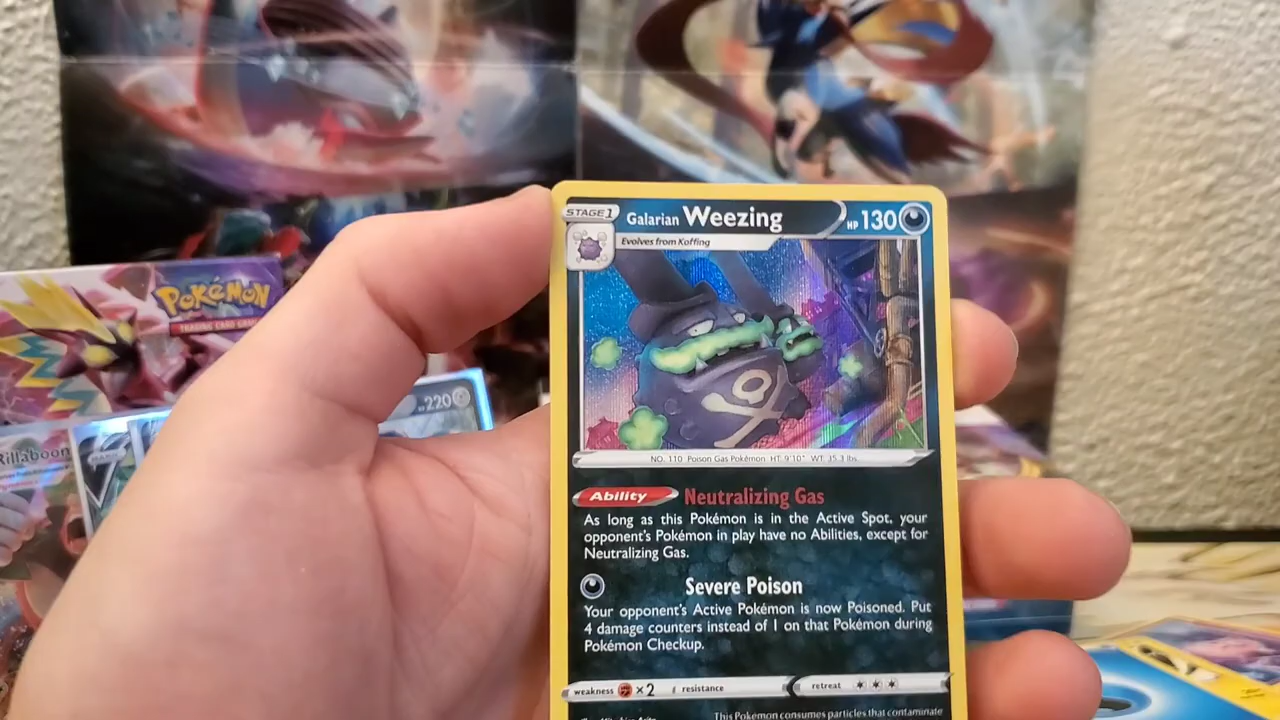 POKéMON
TRADING CARD GAME
HP 220
Rillaboom
STAGE 1
Galarian Weezing
HP 130
Evolves from Koffing
NO. 110 Poison Gas Pokémon HT: 9'10" WT: 35.3 lbs.
Ability Neutralizing Gas
As long as this Pokémon is in the Active Spot, your
opponent's Pokémon in play have no Abilities, except for
Neutralizing Gas.
Severe Poison
Your opponent's Active Pokémon is now Poisoned. Put
4 damage counters instead of 1 on that Pokémon during
Pokémon Checkup.
weakness ×2 resistance retreat
This Pokémon consumes particles that contaminate